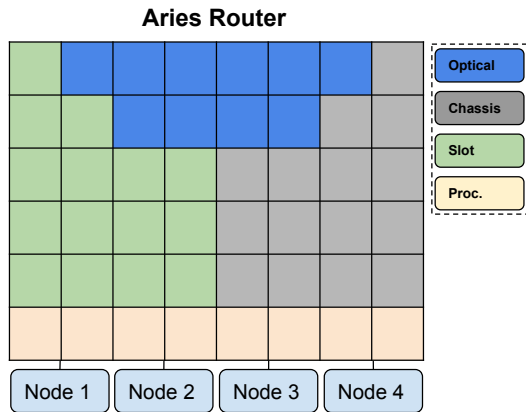 Aries Router
Optical
Chassis
Slot
Proc.
Node 1
Node 2
Node 3
Node 4